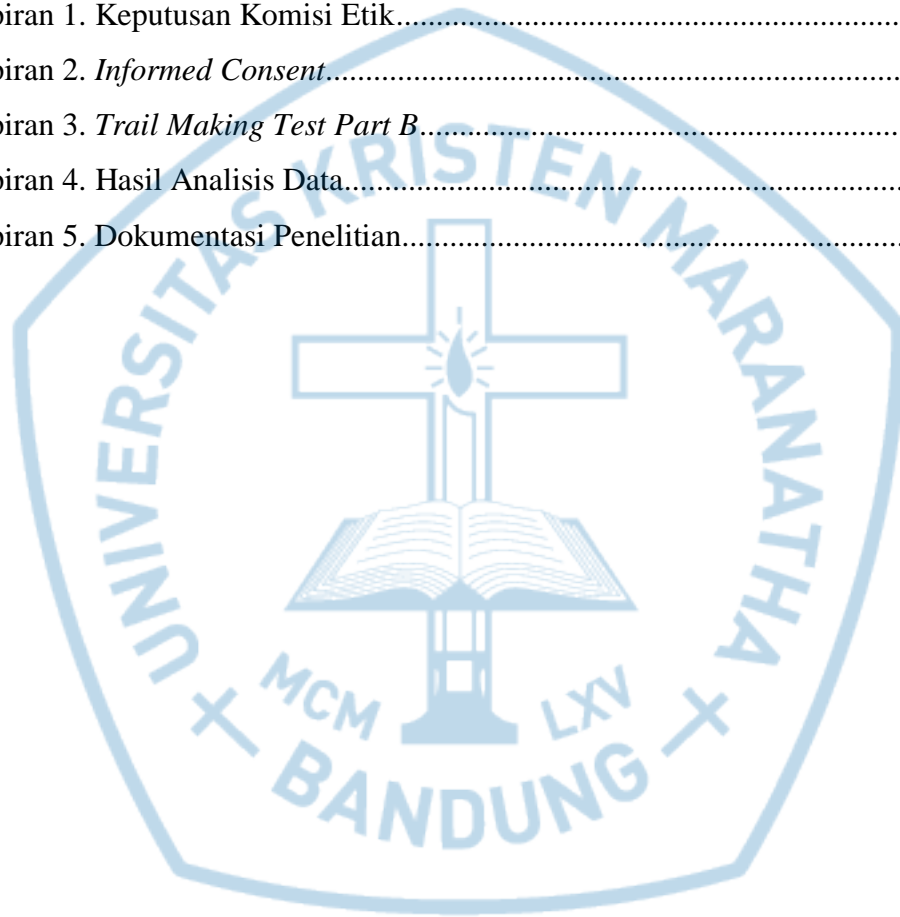 piran 1. Keputusan Komisi Etik......................................................................
piran 2. Informed Consent..............................................................................
piran 3. Trail Making Test Part B..................................................................
piran 4. Hasil Analisis Data............................................................................
piran 5. Dokumentasi Penelitian.....................................................................
UNIVERSITAS KRISTEN MARANATHA
MCM LXV
BANDUNG